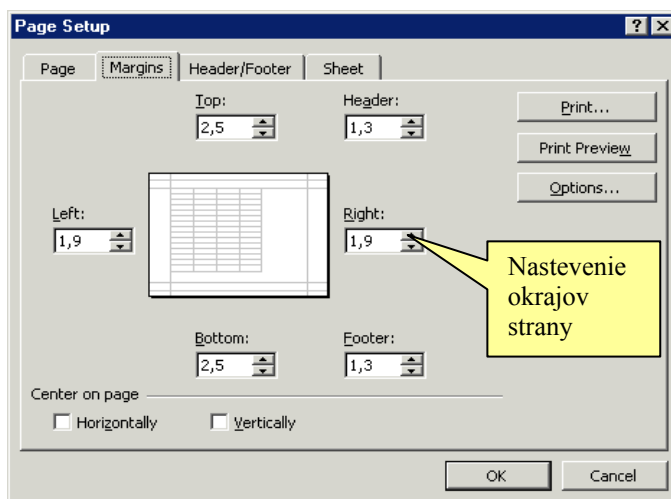 Page Setup
Page Margins Header/Footer Sheet
Top: Header:
2,5 1,3
Print...
Print Preview
Options...
Left: Right:
1,9 1,9
Nastevenie
okrajov
strany
Bottom: Footer:
2,5 1,3
Center on page
Horizontally Vertically
OK Cancel